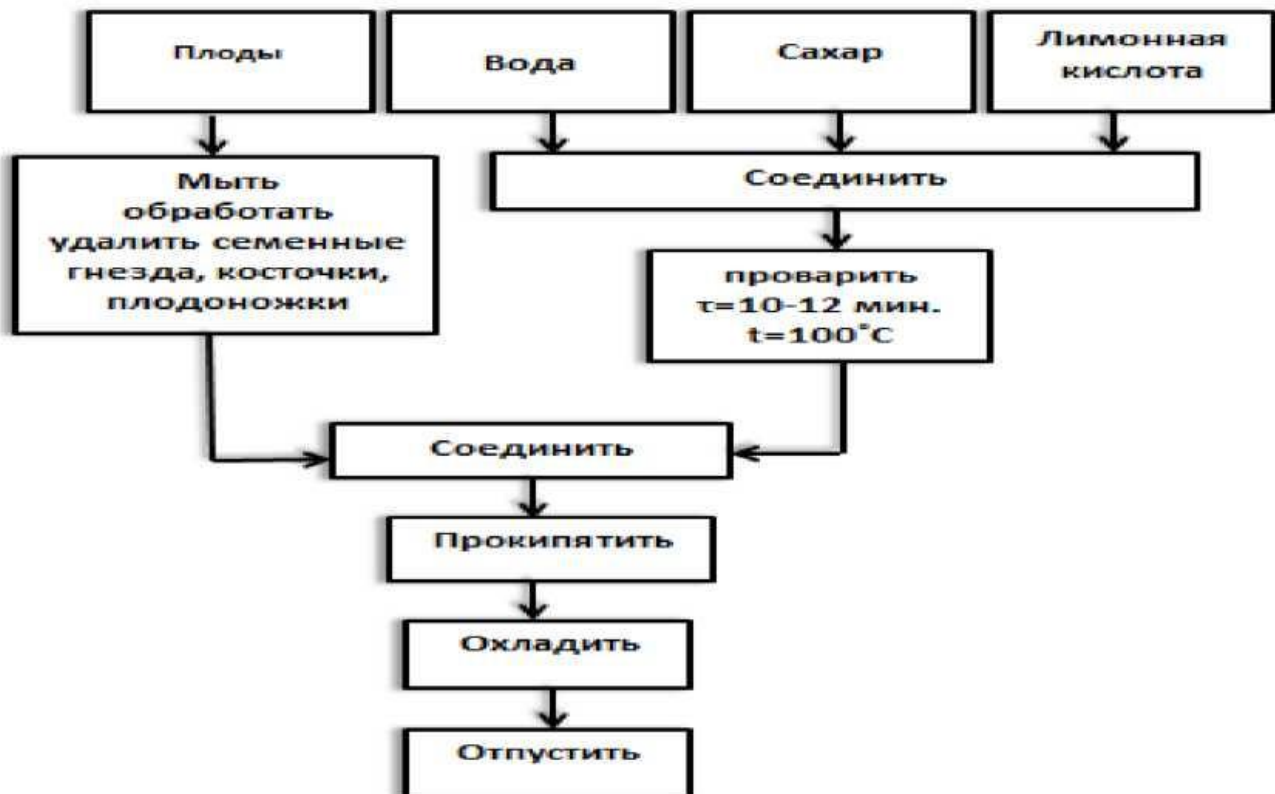 Плоды
Вода
Сахар
Лимонная
кислота
Мыть
обработать
удалить семенные
гнезда, косточки,
плодоножки
Соединить
проварить
τ=10-12 мин.
t=100˚C
Соединить
Прокипятить
Охладить
Отпустить